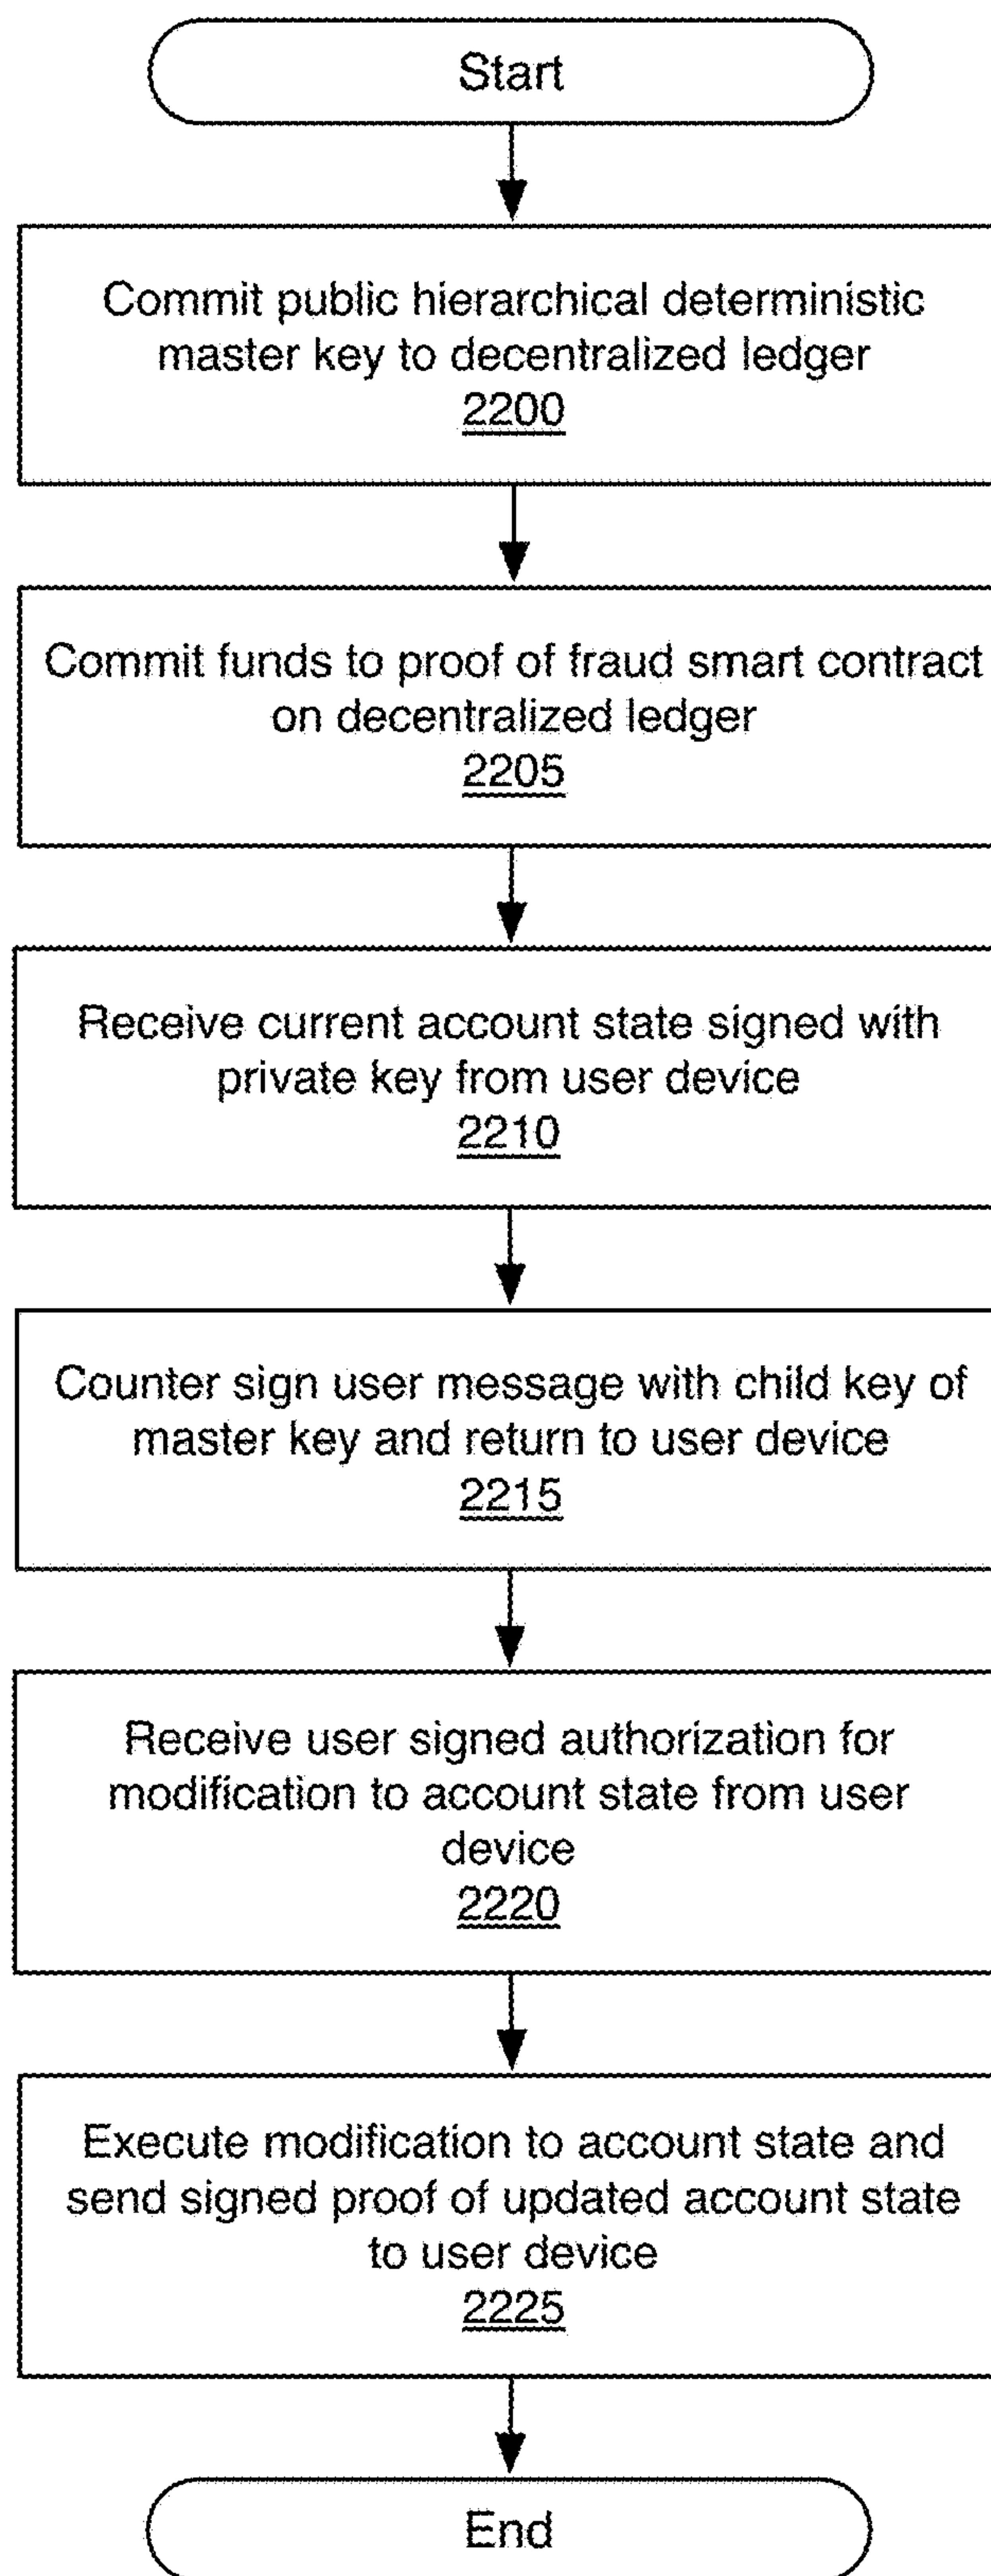 Start
Commit public hierarchical deterministic
master key to decentralized ledger
2200
Commit funds to proof of fraud smart contract
on decentralized ledger
2205
Receive current account state signed with
private key from user device
2210
Counter sign user message with child key of
master key and return to user device
2215
Receive user signed authorization for
modification to account state from user
device
2220
Execute modification to account state and
send signed proof of updated account state
to user device
2225
End